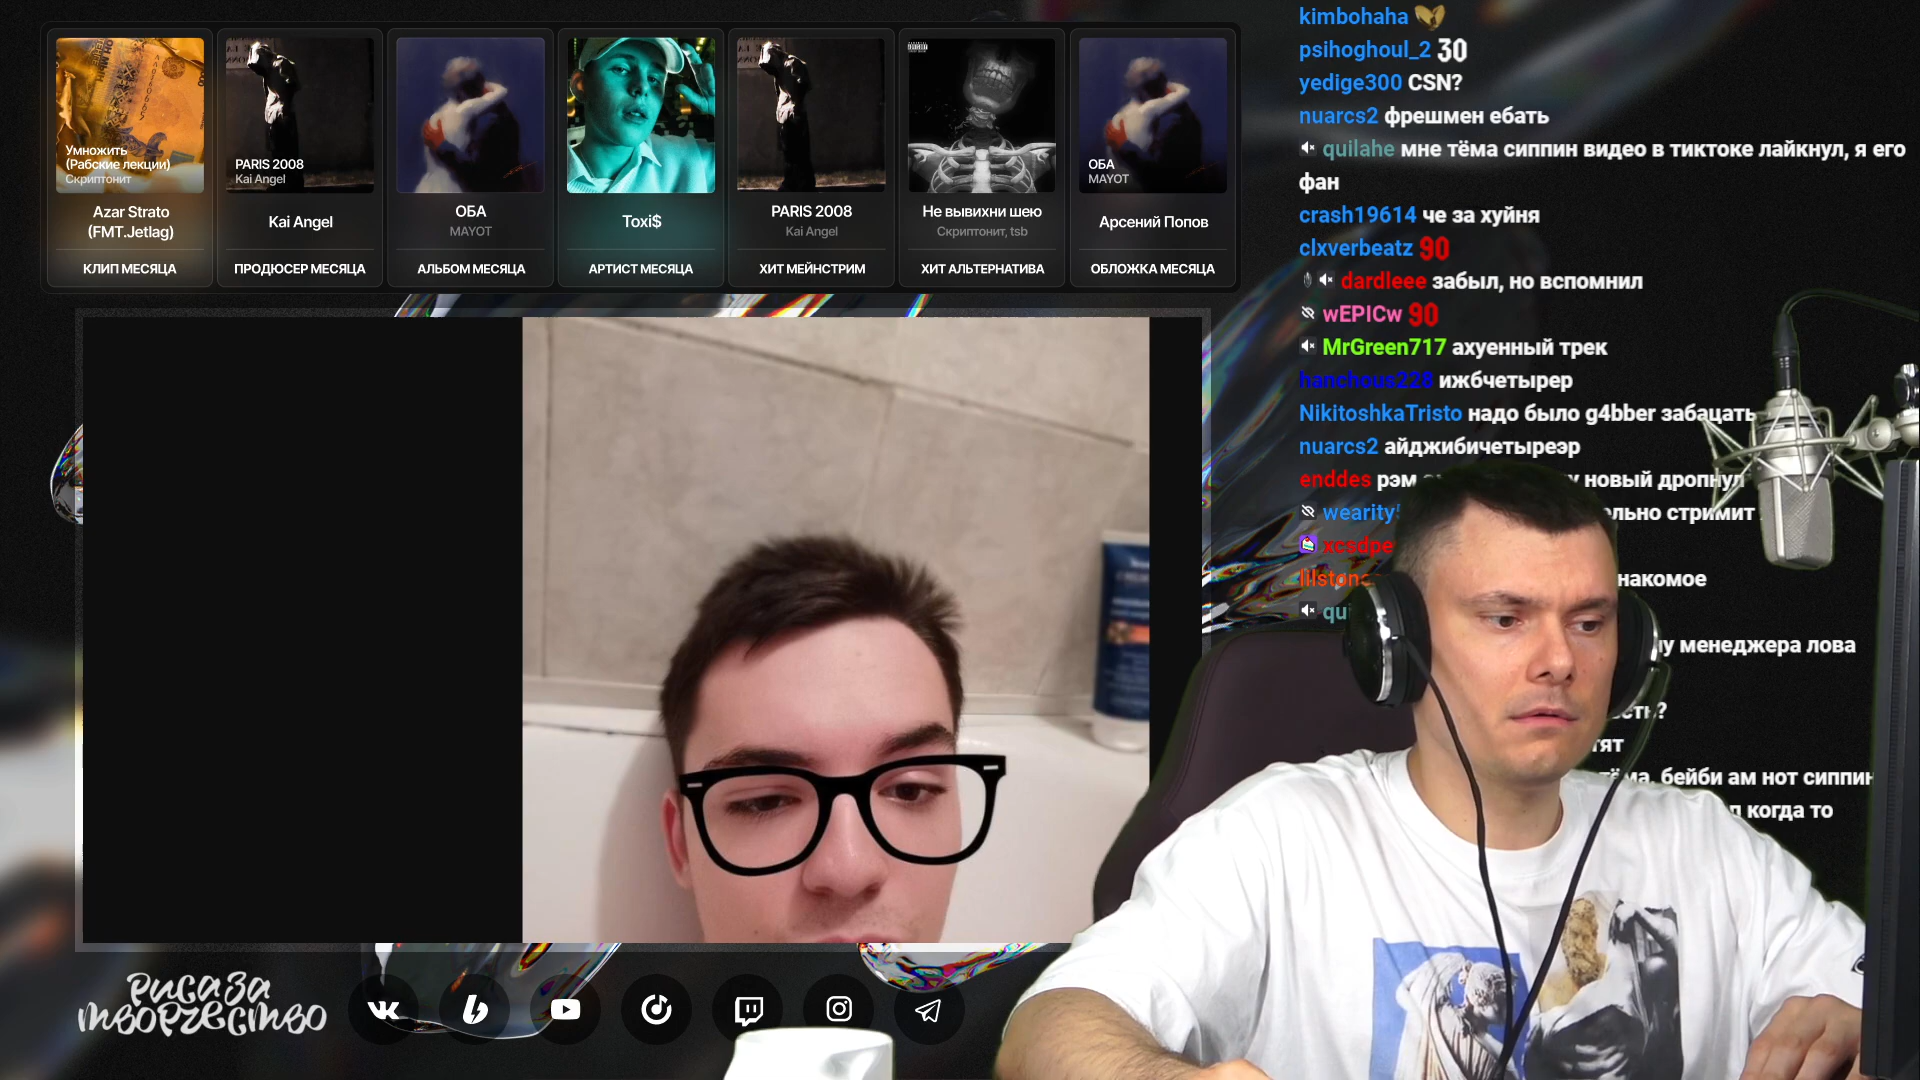 Умножить
(Рабские лекции)
Скриптонит
Azar Strato
(FMT.Jetlag)
КЛИП МЕСЯЦА
PARIS 2008
Kai Angel
Kai Angel
ПРОДЮСЕР МЕСЯЦА
ОБА
MAYOT
АЛЬБОМ МЕСЯЦА
Toxi$
АРТИСТ МЕСЯЦА
PARIS 2008
Kai Angel
ХИТ МЕЙНСТРИМ
Не вывихни шею
Скриптонит, tsb
ХИТ АЛЬТЕРНАТИВА
ОБА
MAYOT
Арсений Попов
ОБЛОЖКА МЕСЯЦА
kimbohaha
psihoghoul_2 30
yedige300 CSN?
nuarcs2 фрешмен ебать
quilahe мне тёма сиппин видео в тиктоке лайкнул, я его
фан
crash19614 че за хуйня
clxverbeatz 90
dardleee забыл, но вспомнил
wEPICw 90
MrGreen717 ахуенный трек
hanchous228 ижбчетырер
NikitoshkaTristo надо было g4bber забацать
nuarcs2 айджибичетыреэр
enddes рэм новый дропнул
wearity стримит
xcsdpe
менеджера лова
бейби ам нот сиппин
когда то
риса за
творчество